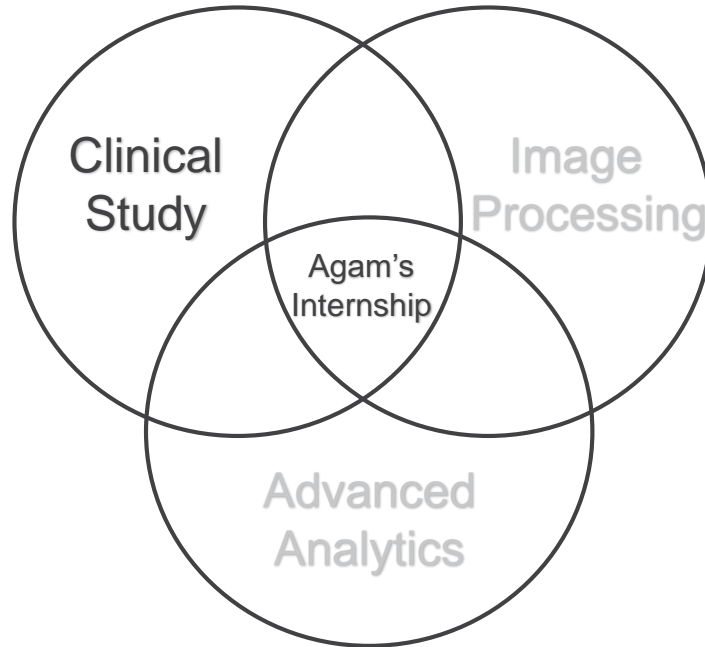 Clinical
Study
Image
Processing
Agam’s
Internship
Advanced
Analytics